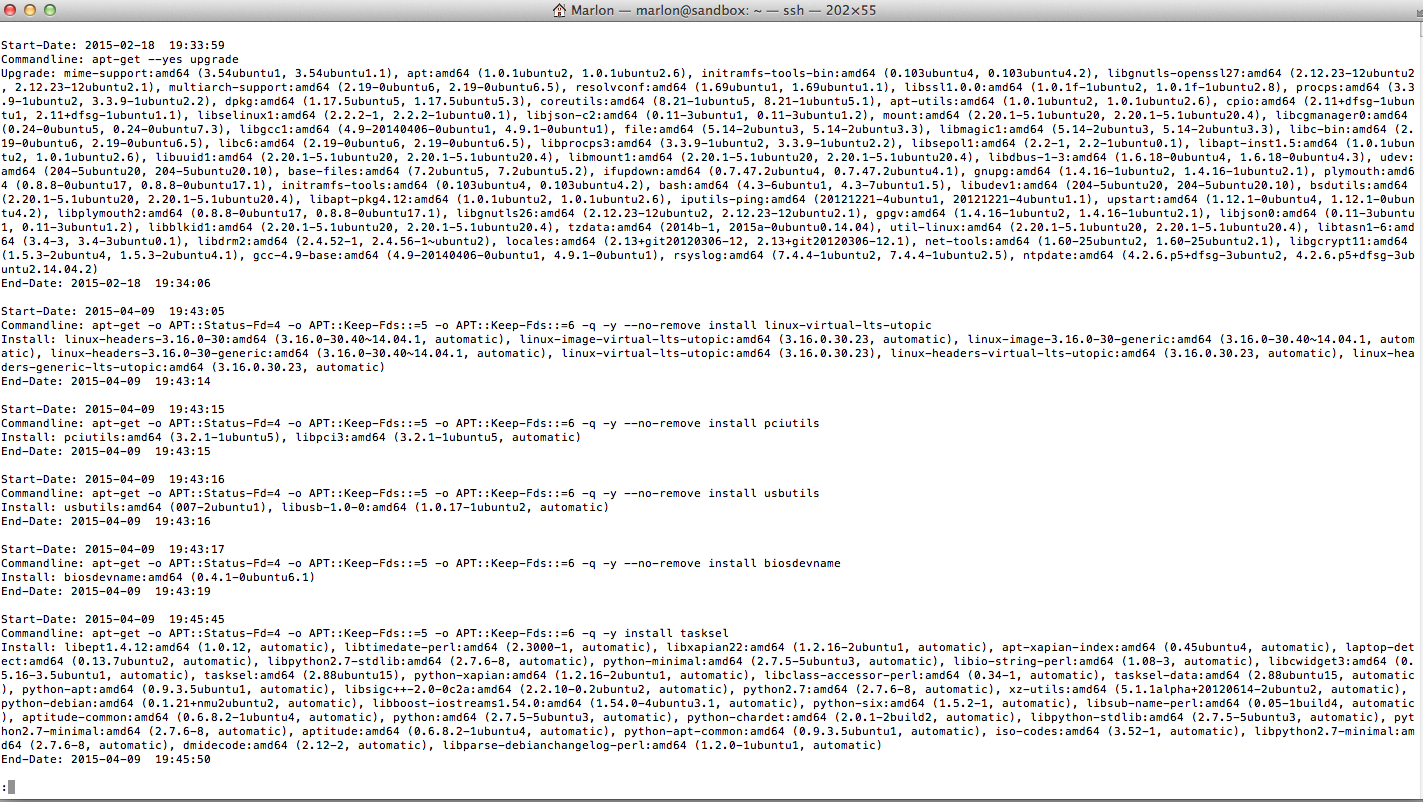 Marlon — marlon@sandbox: ~ — ssh — 202×55
Start-Date: 2015-02-18  19:33:59
Commandline: apt-get --yes upgrade
Upgrade: mime-support:amd64 (3.54ubuntu1, 3.54ubuntu1.1), apt:amd64 (1.0.1ubuntu2, 1.0.1ubuntu2.6), initramfs-tools-bin:amd64 (0.103ubuntu4, 0.103ubuntu4.2), libgnutls-openssl27:amd64 (2.12.23-12ubuntu2
, 2.12.23-12ubuntu2.1), multiarch-support:amd64 (2.19-0ubuntu6, 2.19-0ubuntu6.5), resolvconf:amd64 (1.69ubuntu1, 1.69ubuntu1.1), libssl1.0.0:amd64 (1.0.1f-1ubuntu2, 1.0.1f-1ubuntu2.8), procps:amd64 (3.3
.9-1ubuntu2, 3.3.9-1ubuntu2.2), dpkg:amd64 (1.17.5ubuntu5, 1.17.5ubuntu5.3), coreutils:amd64 (8.21-1ubuntu5, 8.21-1ubuntu5.1), apt-utils:amd64 (1.0.1ubuntu2, 1.0.1ubuntu2.6), cpio:amd64 (2.11+dfsg-1ubun
tu1, 2.11+dfsg-1ubuntu1.1), libselinux1:amd64 (2.2.2-1, 2.2.2-1ubuntu0.1), libjson-c2:amd64 (0.11-3ubuntu1, 0.11-3ubuntu1.2), mount:amd64 (2.20.1-5.1ubuntu20, 2.20.1-5.1ubuntu20.4), libcgmanager0:amd64
(0.24-0ubuntu5, 0.24-0ubuntu7.3), libgcc1:amd64 (4.9-20140406-0ubuntu1, 4.9.1-0ubuntu1), file:amd64 (5.14-2ubuntu3, 5.14-2ubuntu3.3), libmagic1:amd64 (5.14-2ubuntu3, 5.14-2ubuntu3.3), libc-bin:amd64 (2.
19-0ubuntu6, 2.19-0ubuntu6.5), libc6:amd64 (2.19-0ubuntu6, 2.19-0ubuntu6.5), libprocps3:amd64 (3.3.9-1ubuntu2, 3.3.9-1ubuntu2.2), libsepol1:amd64 (2.2-1, 2.2-1ubuntu0.1), libapt-inst1.5:amd64 (1.0.1ubun
tu2, 1.0.1ubuntu2.6), libuuid1:amd64 (2.20.1-5.1ubuntu20, 2.20.1-5.1ubuntu20.4), libmount1:amd64 (2.20.1-5.1ubuntu20, 2.20.1-5.1ubuntu20.4), libdbus-1-3:amd64 (1.6.18-0ubuntu4, 1.6.18-0ubuntu4.3), udev:
amd64 (204-5ubuntu20, 204-5ubuntu20.10), base-files:amd64 (7.2ubuntu5, 7.2ubuntu5.2), ifupdown:amd64 (0.7.47.2ubuntu4, 0.7.47.2ubuntu4.1), gnupg:amd64 (1.4.16-1ubuntu2, 1.4.16-1ubuntu2.1), plymouth:amd6
4 (0.8.8-0ubuntu17, 0.8.8-0ubuntu17.1), initramfs-tools:amd64 (0.103ubuntu4, 0.103ubuntu4.2), bash:amd64 (4.3-6ubuntu1, 4.3-7ubuntu1.5), libudev1:amd64 (204-5ubuntu20, 204-5ubuntu20.10), bsdutils:amd64
(2.20.1-5.1ubuntu20, 2.20.1-5.1ubuntu20.4), libapt-pkg4.12:amd64 (1.0.1ubuntu2, 1.0.1ubuntu2.6), iputils-ping:amd64 (20121221-4ubuntu1, 20121221-4ubuntu1.1), upstart:amd64 (1.12.1-0ubuntu4, 1.12.1-0ubun
tu4.2), libplymouth2:amd64 (0.8.8-0ubuntu17, 0.8.8-0ubuntu17.1), libgnutls26:amd64 (2.12.23-12ubuntu2, 2.12.23-12ubuntu2.1), gpgv:amd64 (1.4.16-1ubuntu2, 1.4.16-1ubuntu2.1), libjson0:amd64 (0.11-3ubuntu
1, 0.11-3ubuntu1.2), libblkid1:amd64 (2.20.1-5.1ubuntu20, 2.20.1-5.1ubuntu20.4), tzdata:amd64 (2014b-1, 2015a-0ubuntu0.14.04), util-linux:amd64 (2.20.1-5.1ubuntu20, 2.20.1-5.1ubuntu20.4), libtasn1-6:amd
64 (3.4-3, 3.4-3ubuntu0.1), libdrm2:amd64 (2.4.52-1, 2.4.56-1~ubuntu2), locales:amd64 (2.13+git20120306-12, 2.13+git20120306-12.1), net-tools:amd64 (1.60-25ubuntu2, 1.60-25ubuntu2.1), libgcrypt11:amd64
(1.5.3-2ubuntu4, 1.5.3-2ubuntu4.1), gcc-4.9-base:amd64 (4.9-20140406-0ubuntu1, 4.9.1-0ubuntu1), rsyslog:amd64 (7.4.4-1ubuntu2, 7.4.4-1ubuntu2.5), ntpdate:amd64 (4.2.6.p5+dfsg-3ubuntu2, 4.2.6.p5+dfsg-3ub
untu2.14.04.2)
End-Date: 2015-02-18  19:34:06
Start-Date: 2015-04-09  19:43:05
Commandline: apt-get -o APT::Status-Fd=4 -o APT::Keep-Fds::=5 -o APT::Keep-Fds::=6 -q -y --no-remove install linux-virtual-lts-utopic
Install: linux-headers-3.16.0-30:amd64 (3.16.0-30.40~14.04.1, automatic), linux-image-virtual-lts-utopic:amd64 (3.16.0.30.23, automatic), linux-image-3.16.0-30-generic:amd64 (3.16.0-30.40~14.04.1, autom
atic), linux-headers-3.16.0-30-generic:amd64 (3.16.0-30.40~14.04.1, automatic), linux-virtual-lts-utopic:amd64 (3.16.0.30.23), linux-headers-virtual-lts-utopic:amd64 (3.16.0.30.23, automatic), linux-hea
ders-generic-lts-utopic:amd64 (3.16.0.30.23, automatic)
End-Date: 2015-04-09  19:43:14
Start-Date: 2015-04-09  19:43:15
Commandline: apt-get -o APT::Status-Fd=4 -o APT::Keep-Fds::=5 -o APT::Keep-Fds::=6 -q -y --no-remove install pciutils
Install: pciutils:amd64 (3.2.1-1ubuntu5), libpci3:amd64 (3.2.1-1ubuntu5, automatic)
End-Date: 2015-04-09  19:43:15
Start-Date: 2015-04-09  19:43:16
Commandline: apt-get -o APT::Status-Fd=4 -o APT::Keep-Fds::=5 -o APT::Keep-Fds::=6 -q -y --no-remove install usbutils
Install: usbutils:amd64 (007-2ubuntu1), libusb-1.0-0:amd64 (1.0.17-1ubuntu2, automatic)
End-Date: 2015-04-09  19:43:16
Start-Date: 2015-04-09  19:43:17
Commandline: apt-get -o APT::Status-Fd=4 -o APT::Keep-Fds::=5 -o APT::Keep-Fds::=6 -q -y --no-remove install biosdevname
Install: biosdevname:amd64 (0.4.1-0ubuntu6.1)
End-Date: 2015-04-09  19:43:19
Start-Date: 2015-04-09  19:45:45
Commandline: apt-get -o APT::Status-Fd=4 -o APT::Keep-Fds::=5 -o APT::Keep-Fds::=6 -q -y install tasksel
Install: libept1.4.12:amd64 (1.0.12, automatic), libtimedate-perl:amd64 (2.3000-1, automatic), libxapian22:amd64 (1.2.16-2ubuntu1, automatic), apt-xapian-index:amd64 (0.45ubuntu4, automatic), laptop-det
ect:amd64 (0.13.7ubuntu2, automatic), libpython2.7-stdlib:amd64 (2.7.6-8, automatic), python-minimal:amd64 (2.7.5-5ubuntu3, automatic), libio-string-perl:amd64 (1.08-3, automatic), libcwidget3:amd64 (0.
5.16-3.5ubuntu1, automatic), tasksel:amd64 (2.88ubuntu15), python-xapian:amd64 (1.2.16-2ubuntu1, automatic), libclass-accessor-perl:amd64 (0.34-1, automatic), tasksel-data:amd64 (2.88ubuntu15, automatic
), python-apt:amd64 (0.9.3.5ubuntu1, automatic), libsigc++-2.0-0c2a:amd64 (2.2.10-0.2ubuntu2, automatic), python2.7:amd64 (2.7.6-8, automatic), xz-utils:amd64 (5.1.1alpha+20120614-2ubuntu2, automatic),
python-debian:amd64 (0.1.21+nmu2ubuntu2, automatic), libboost-iostreams1.54.0:amd64 (1.54.0-4ubuntu3.1, automatic), python-six:amd64 (1.5.2-1, automatic), libsub-name-perl:amd64 (0.05-1build4, automatic
), aptitude-common:amd64 (0.6.8.2-1ubuntu4, automatic), python:amd64 (2.7.5-5ubuntu3, automatic), python-chardet:amd64 (2.0.1-2build2, automatic), libpython-stdlib:amd64 (2.7.5-5ubuntu3, automatic), pyt
hon2.7-minimal:amd64 (2.7.6-8, automatic), aptitude:amd64 (0.6.8.2-1ubuntu4, automatic), python-apt-common:amd64 (0.9.3.5ubuntu1, automatic), iso-codes:amd64 (3.52-1, automatic), libpython2.7-minimal:am
d64 (2.7.6-8, automatic), dmidecode:amd64 (2.12-2, automatic), libparse-debianchangelog-perl:amd64 (1.2.0-1ubuntu1, automatic)
End-Date: 2015-04-09  19:45:50
: